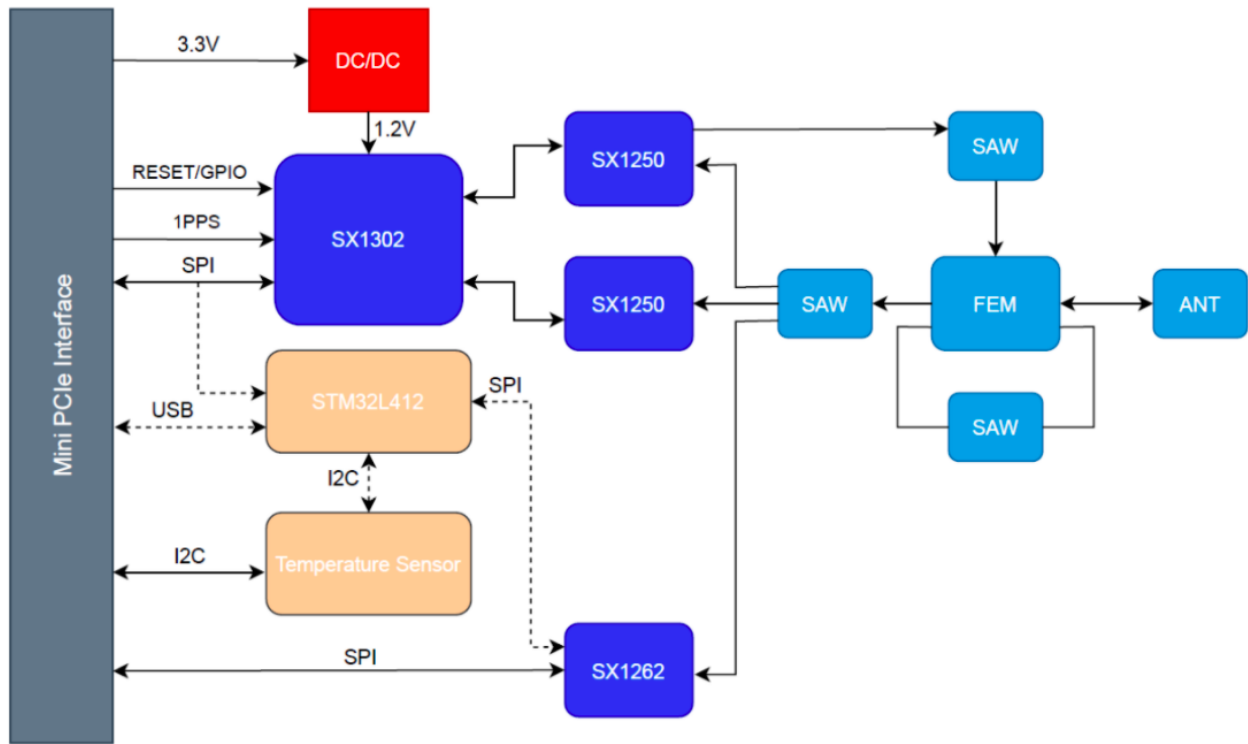 3.3V
DC/DC
1.2V
SX1250
SAW
RESET/GPIO
SX1302
1PPS
SPI
Mini PCIe Interface
SX1250
SAW
FEM
ANT
STM32L412
SPI
USB
SAW
I2C
I2C
Temperature Sensor
SPI
SX1262